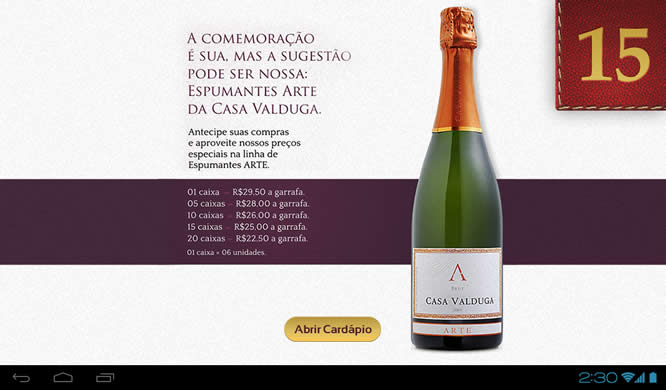 A comemoração
é sua, mas a sugestão
pode ser nossa:
Espumantes Arte
da Casa Valduga.
15
Antecipe suas compras
e aproveite nossos preços
especiais na linha de
Espumantes ARTE.
01 caixa – R$29,50 a garrafa.
05 caixas – R$28,00 a garrafa.
10 caixas – R$26,00 a garrafa.
15 caixas – R$25,00 a garrafa.
20 caixas – R$22,50 a garrafa.
01 caixa = 06 unidades.
A
BRUT
CASA VALDUGA
ARTE
Abrir Cardápio
2:30